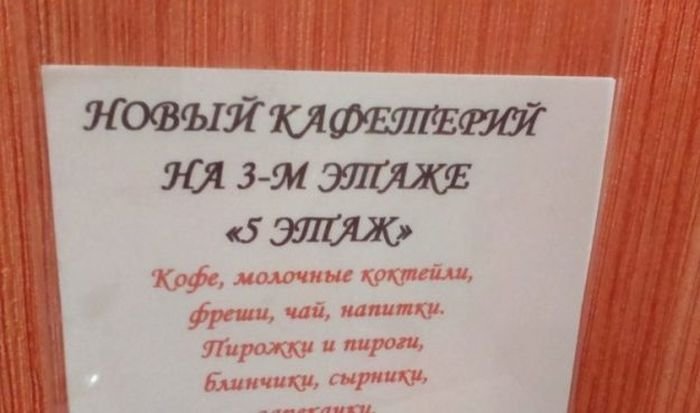 НОВЫЙ КАФЕТЕРИЙ
НА 3-М ЭТАЖЕ
«5 ЭТАЖ»
Кофе, молочные коктейли,
фреши, чай, напитки.
Пирожки и пироги,
блинчики, сырники,